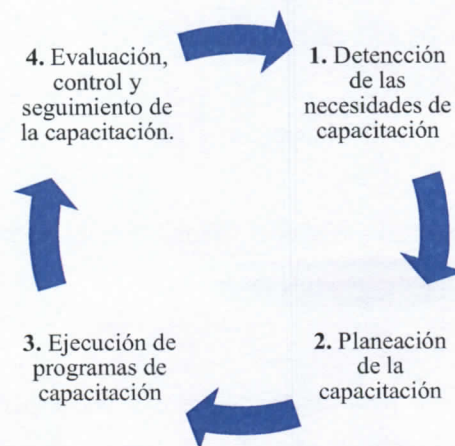 1. Detencción
de las
necesidades de
capacitación
2. Planeación
de la
capacitación
3. Ejecución de
programas de
capacitación
4. Evaluación,
control y
seguimiento de
la capacitación.